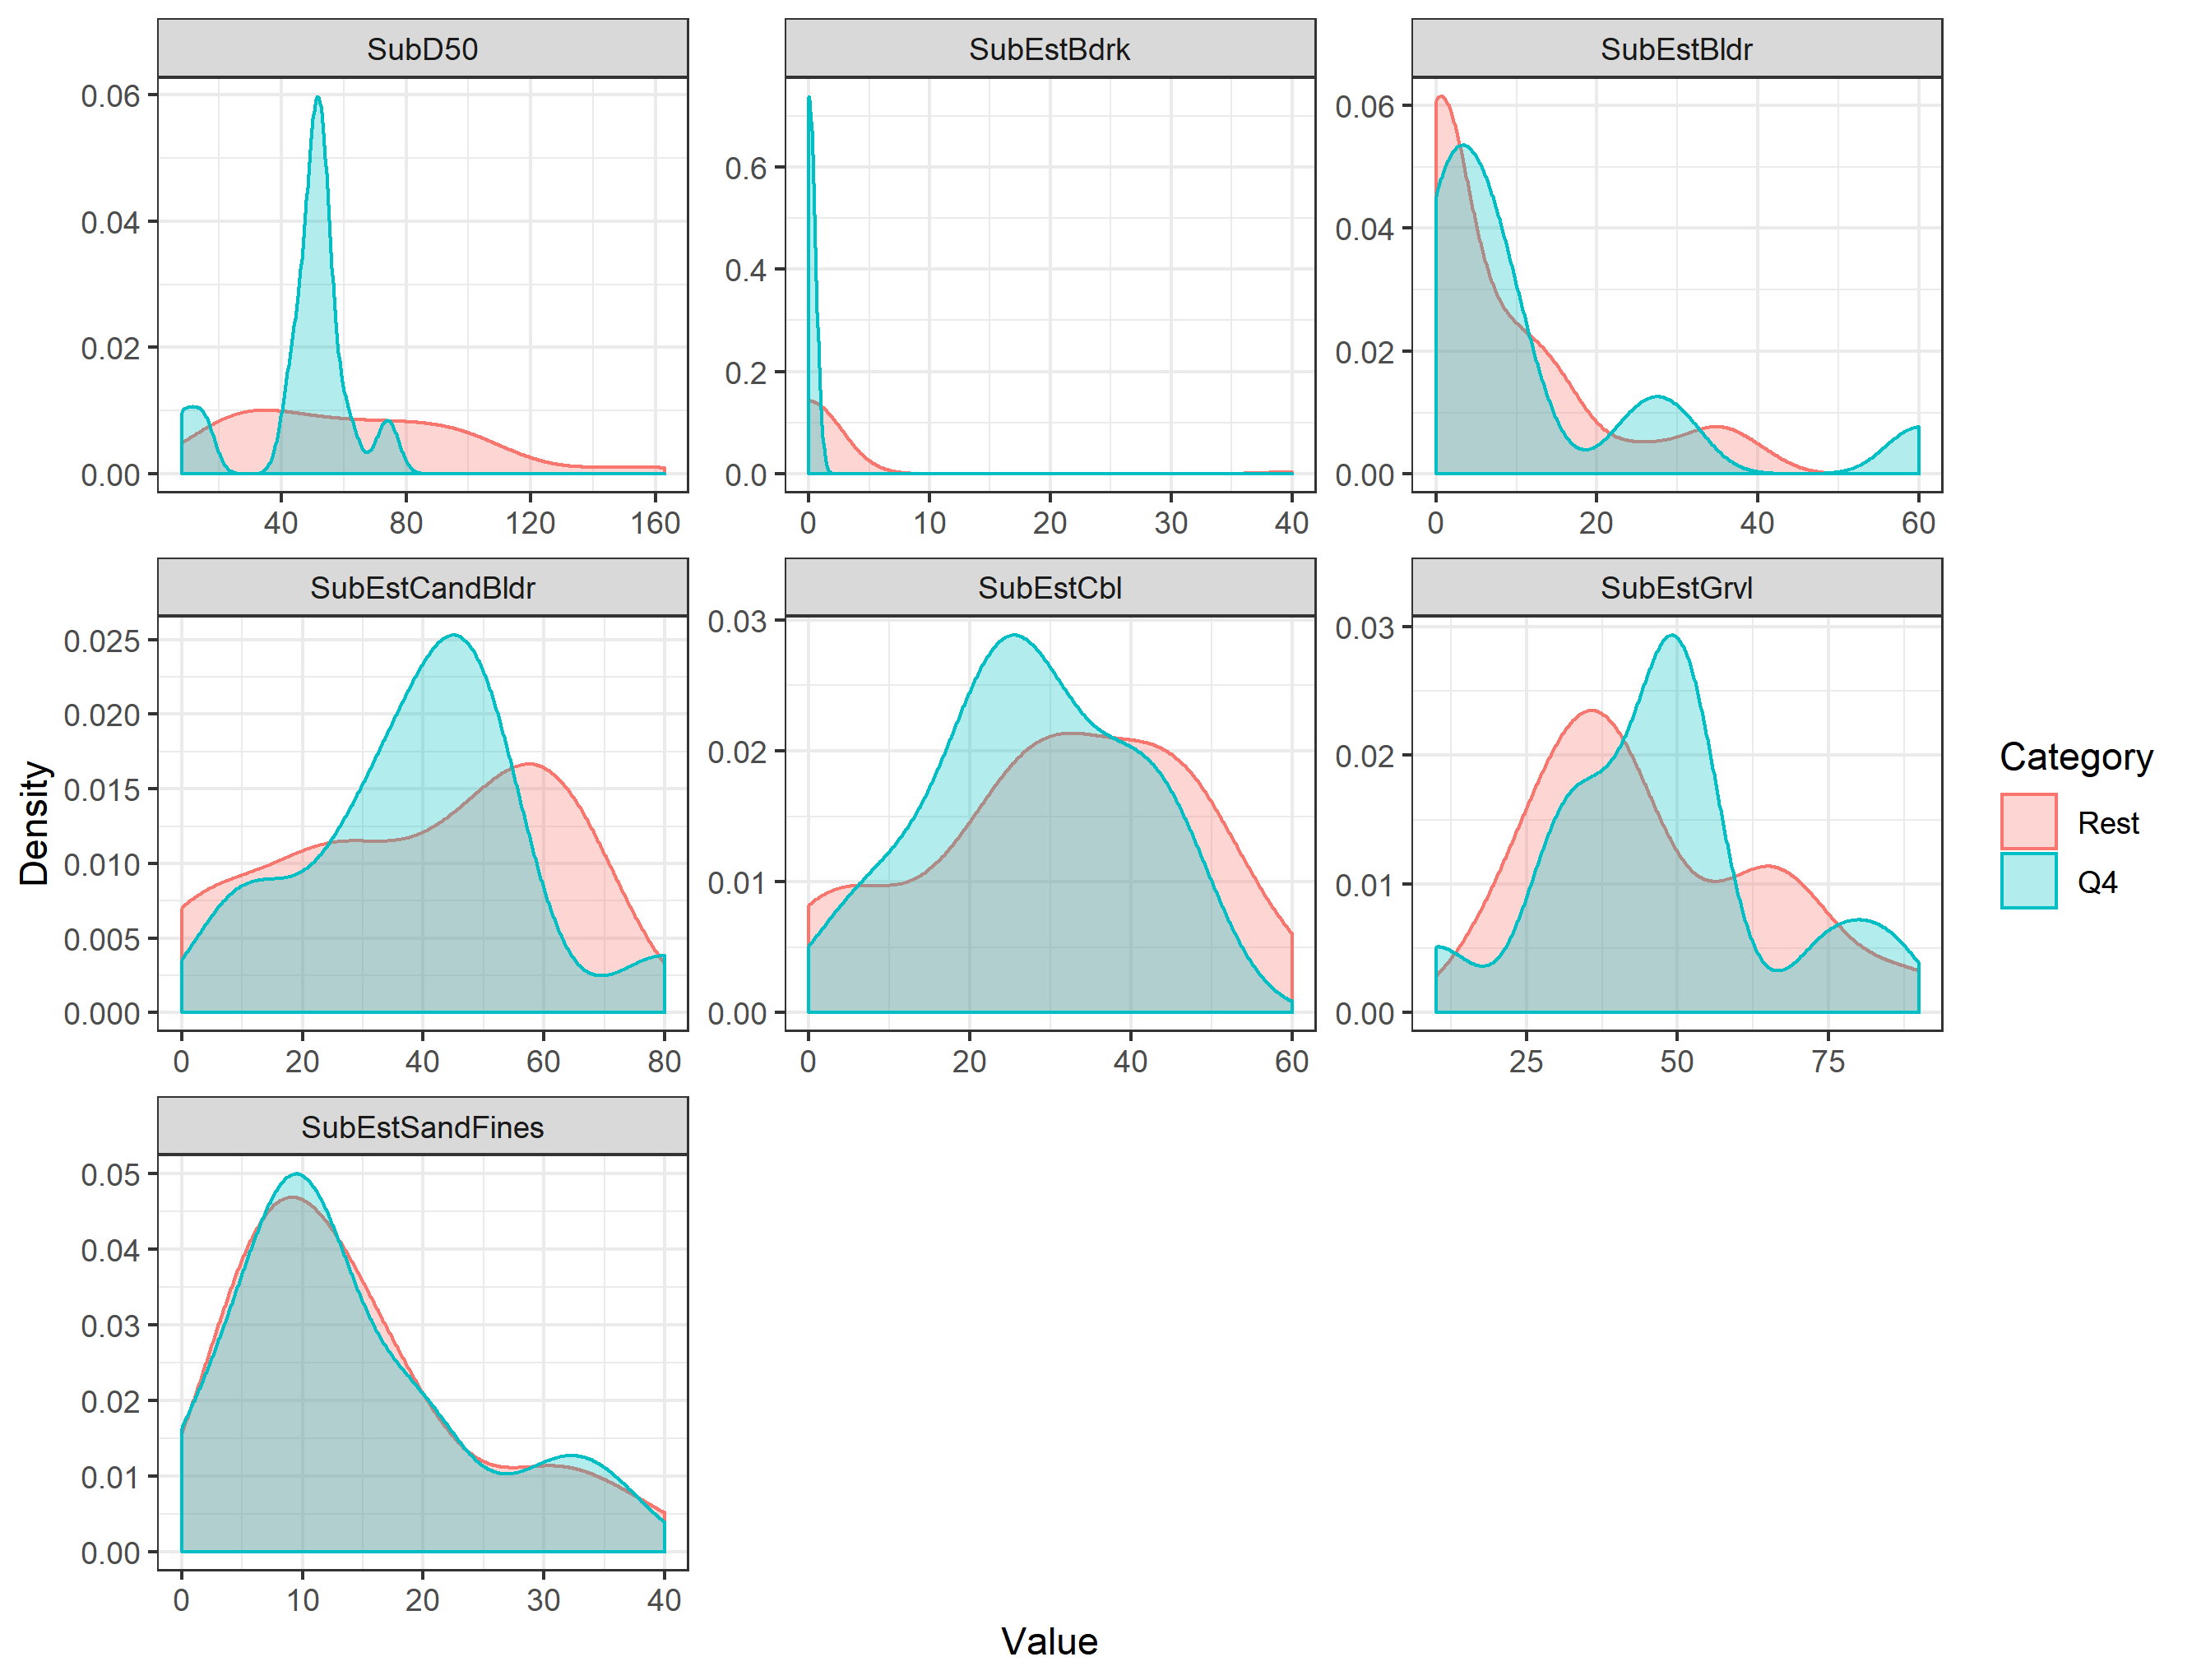 SubD50 SubEstBdrk SubEstBldr
0.06 0.04 0.02 0.00
0.6 0.4 0.2 0.0
0.06 0.04 0.02 0.00
40 80 120 160
0 10 20 30 40
0 20 40 60
SubEstCandBldr SubEstCbl SubEstGrvl
0.025 0.020 0.015 0.010 0.005 0.000
0.03 0.02 0.01 0.00
0.03 0.02 0.01 0.00
0 20 40 60 80
0 20 40 60
25 50 75
SubEstSandFines
0.05 0.04 0.03 0.02 0.01 0.00
0 10 20 30 40
Density
Value
Category
Rest
Q4